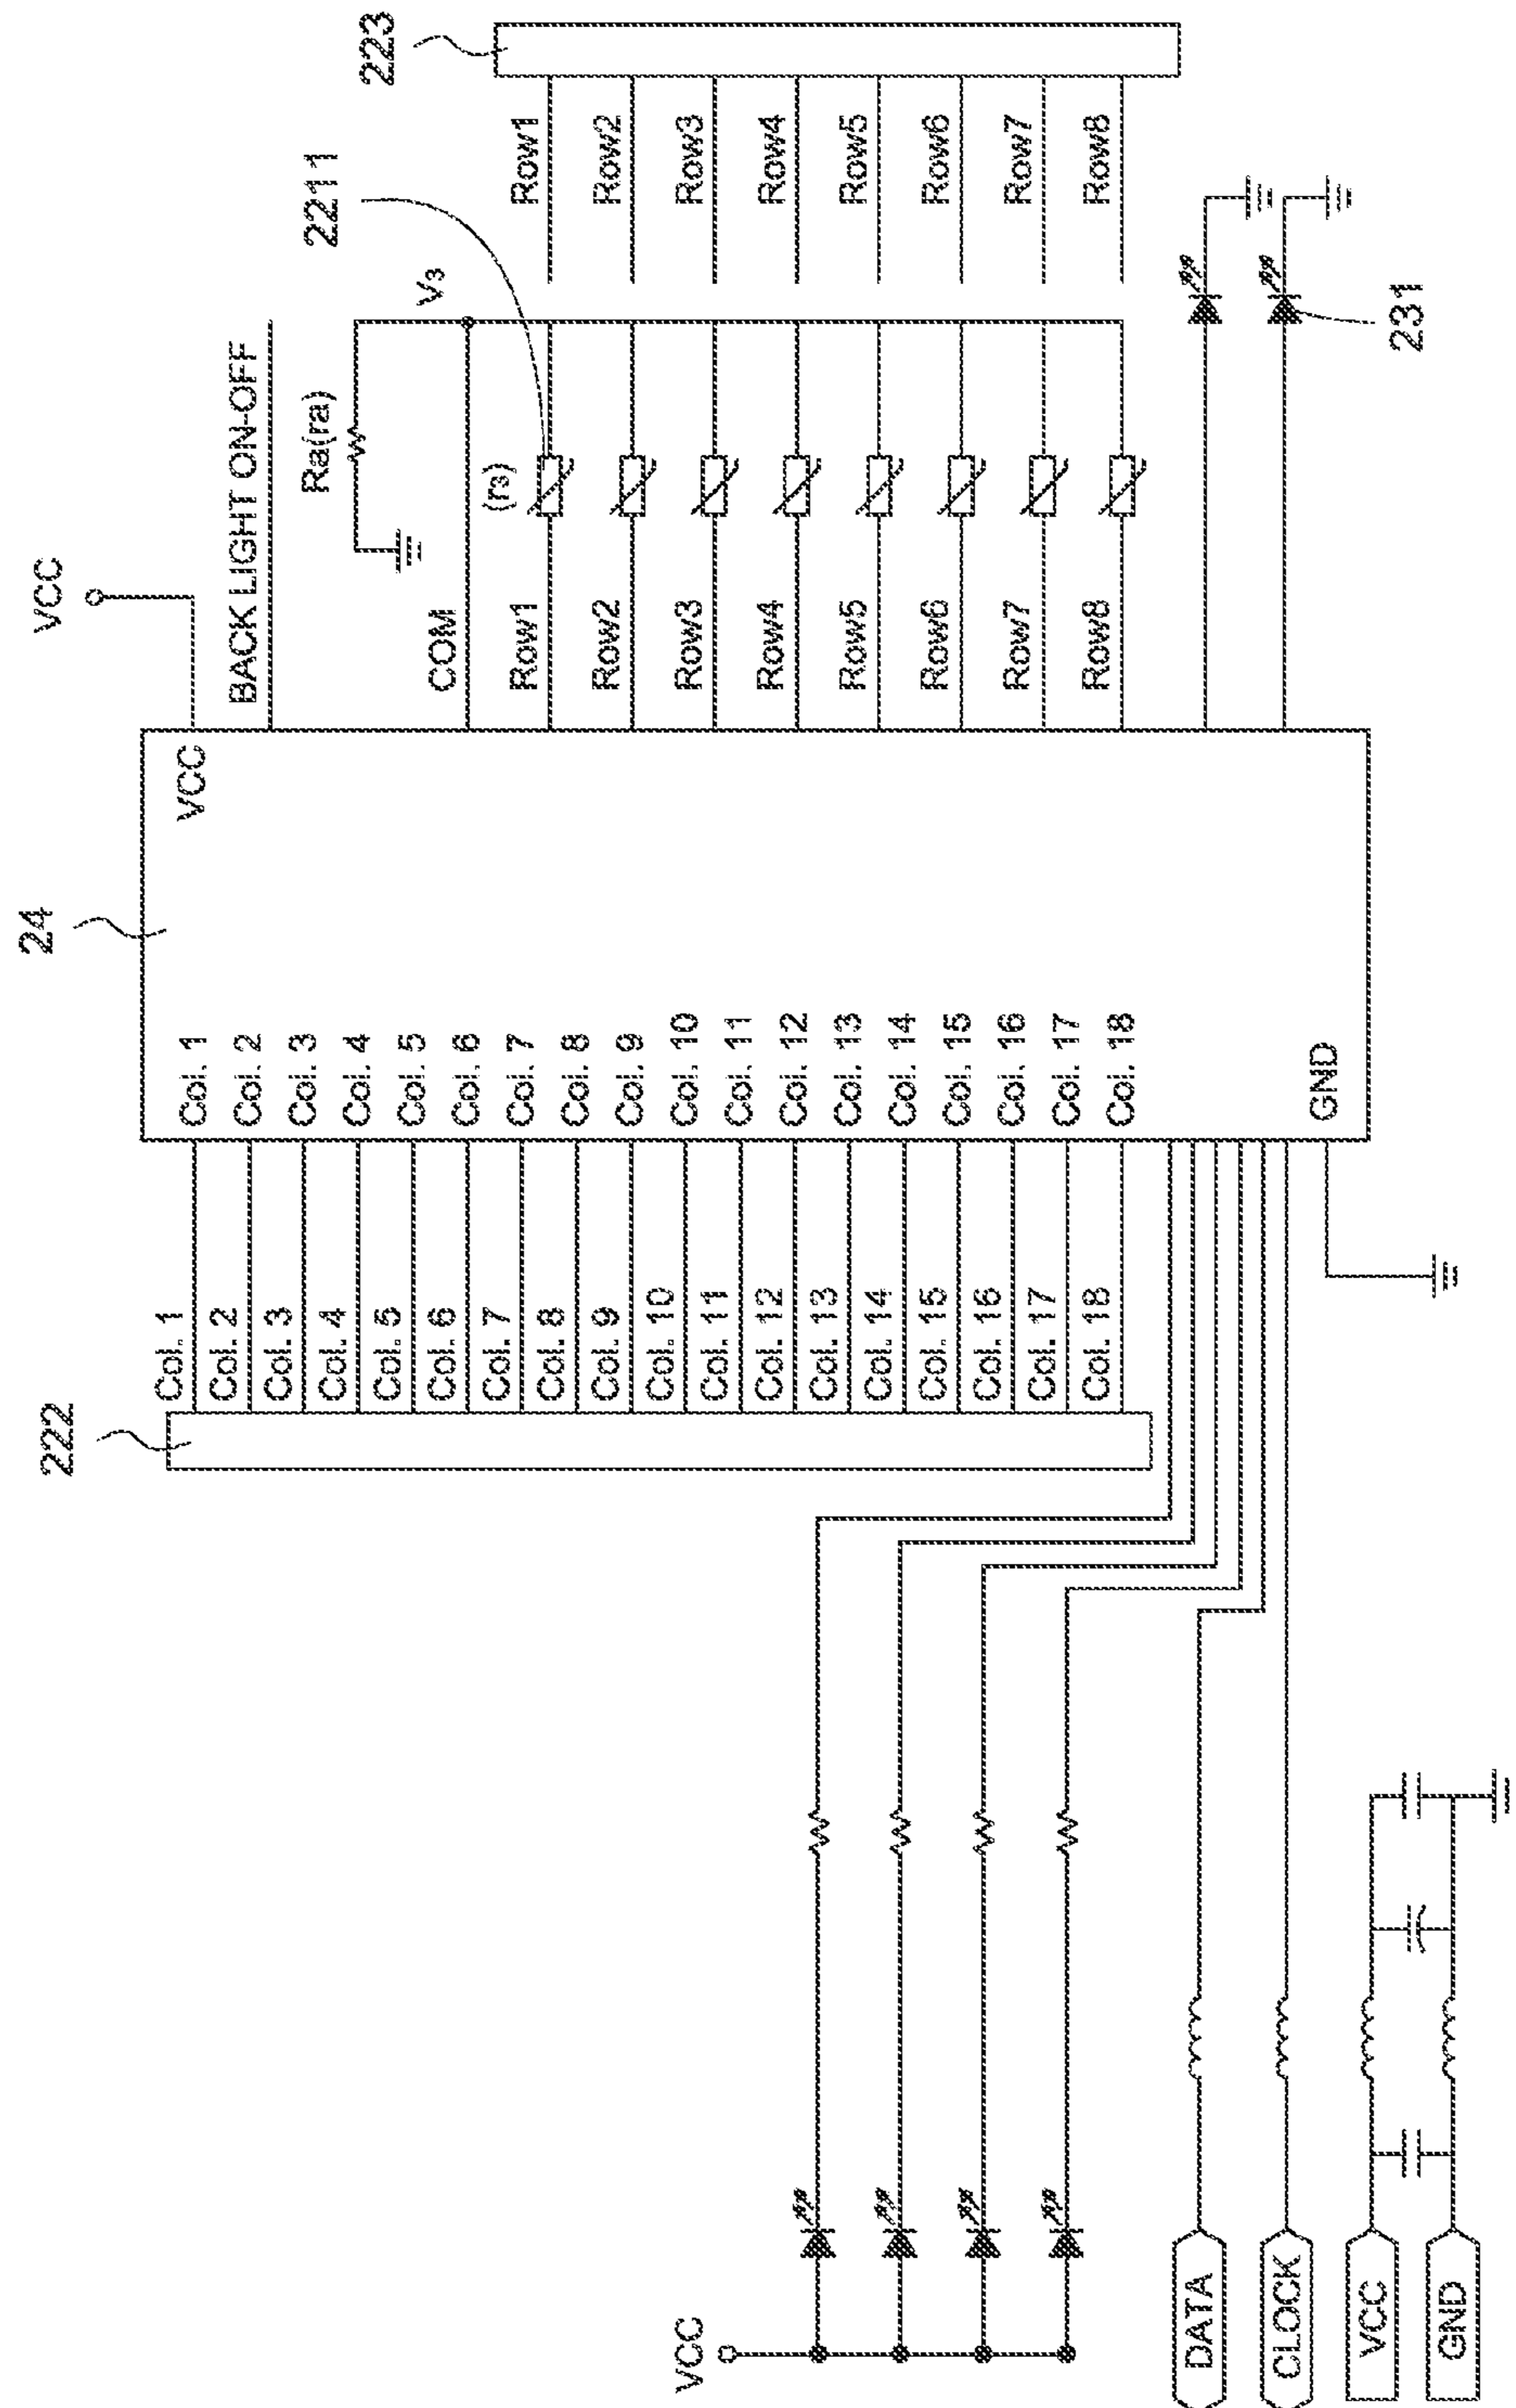 222
24
VCC
223
Col. 1
Col. 2
Col. 3
Col. 4
Col. 5
Col. 6
Col. 7
Col. 8
Col. 9
Col. 10
Col. 11
Col. 12
Col. 13
Col. 14
Col. 15
Col. 16
Col. 17
Col. 18
Col. 1
Col. 2
Col. 3
Col. 4
Col. 5
Col. 6
Col. 7
Col. 8
Col. 9
Col. 10
Col. 11
Col. 12
Col. 13
Col. 14
Col. 15
Col. 16
Col. 17
Col. 18
GND
VCC
BACK LIGHT ON-OFF
Ra(ra)
2211
V3
COM
(r3)
Row1
Row2
Row3
Row4
Row5
Row6
Row7
Row8
Row1
Row2
Row3
Row4
Row5
Row6
Row7
Row8
231
VCC
DATA
CLOCK
VCC
GND